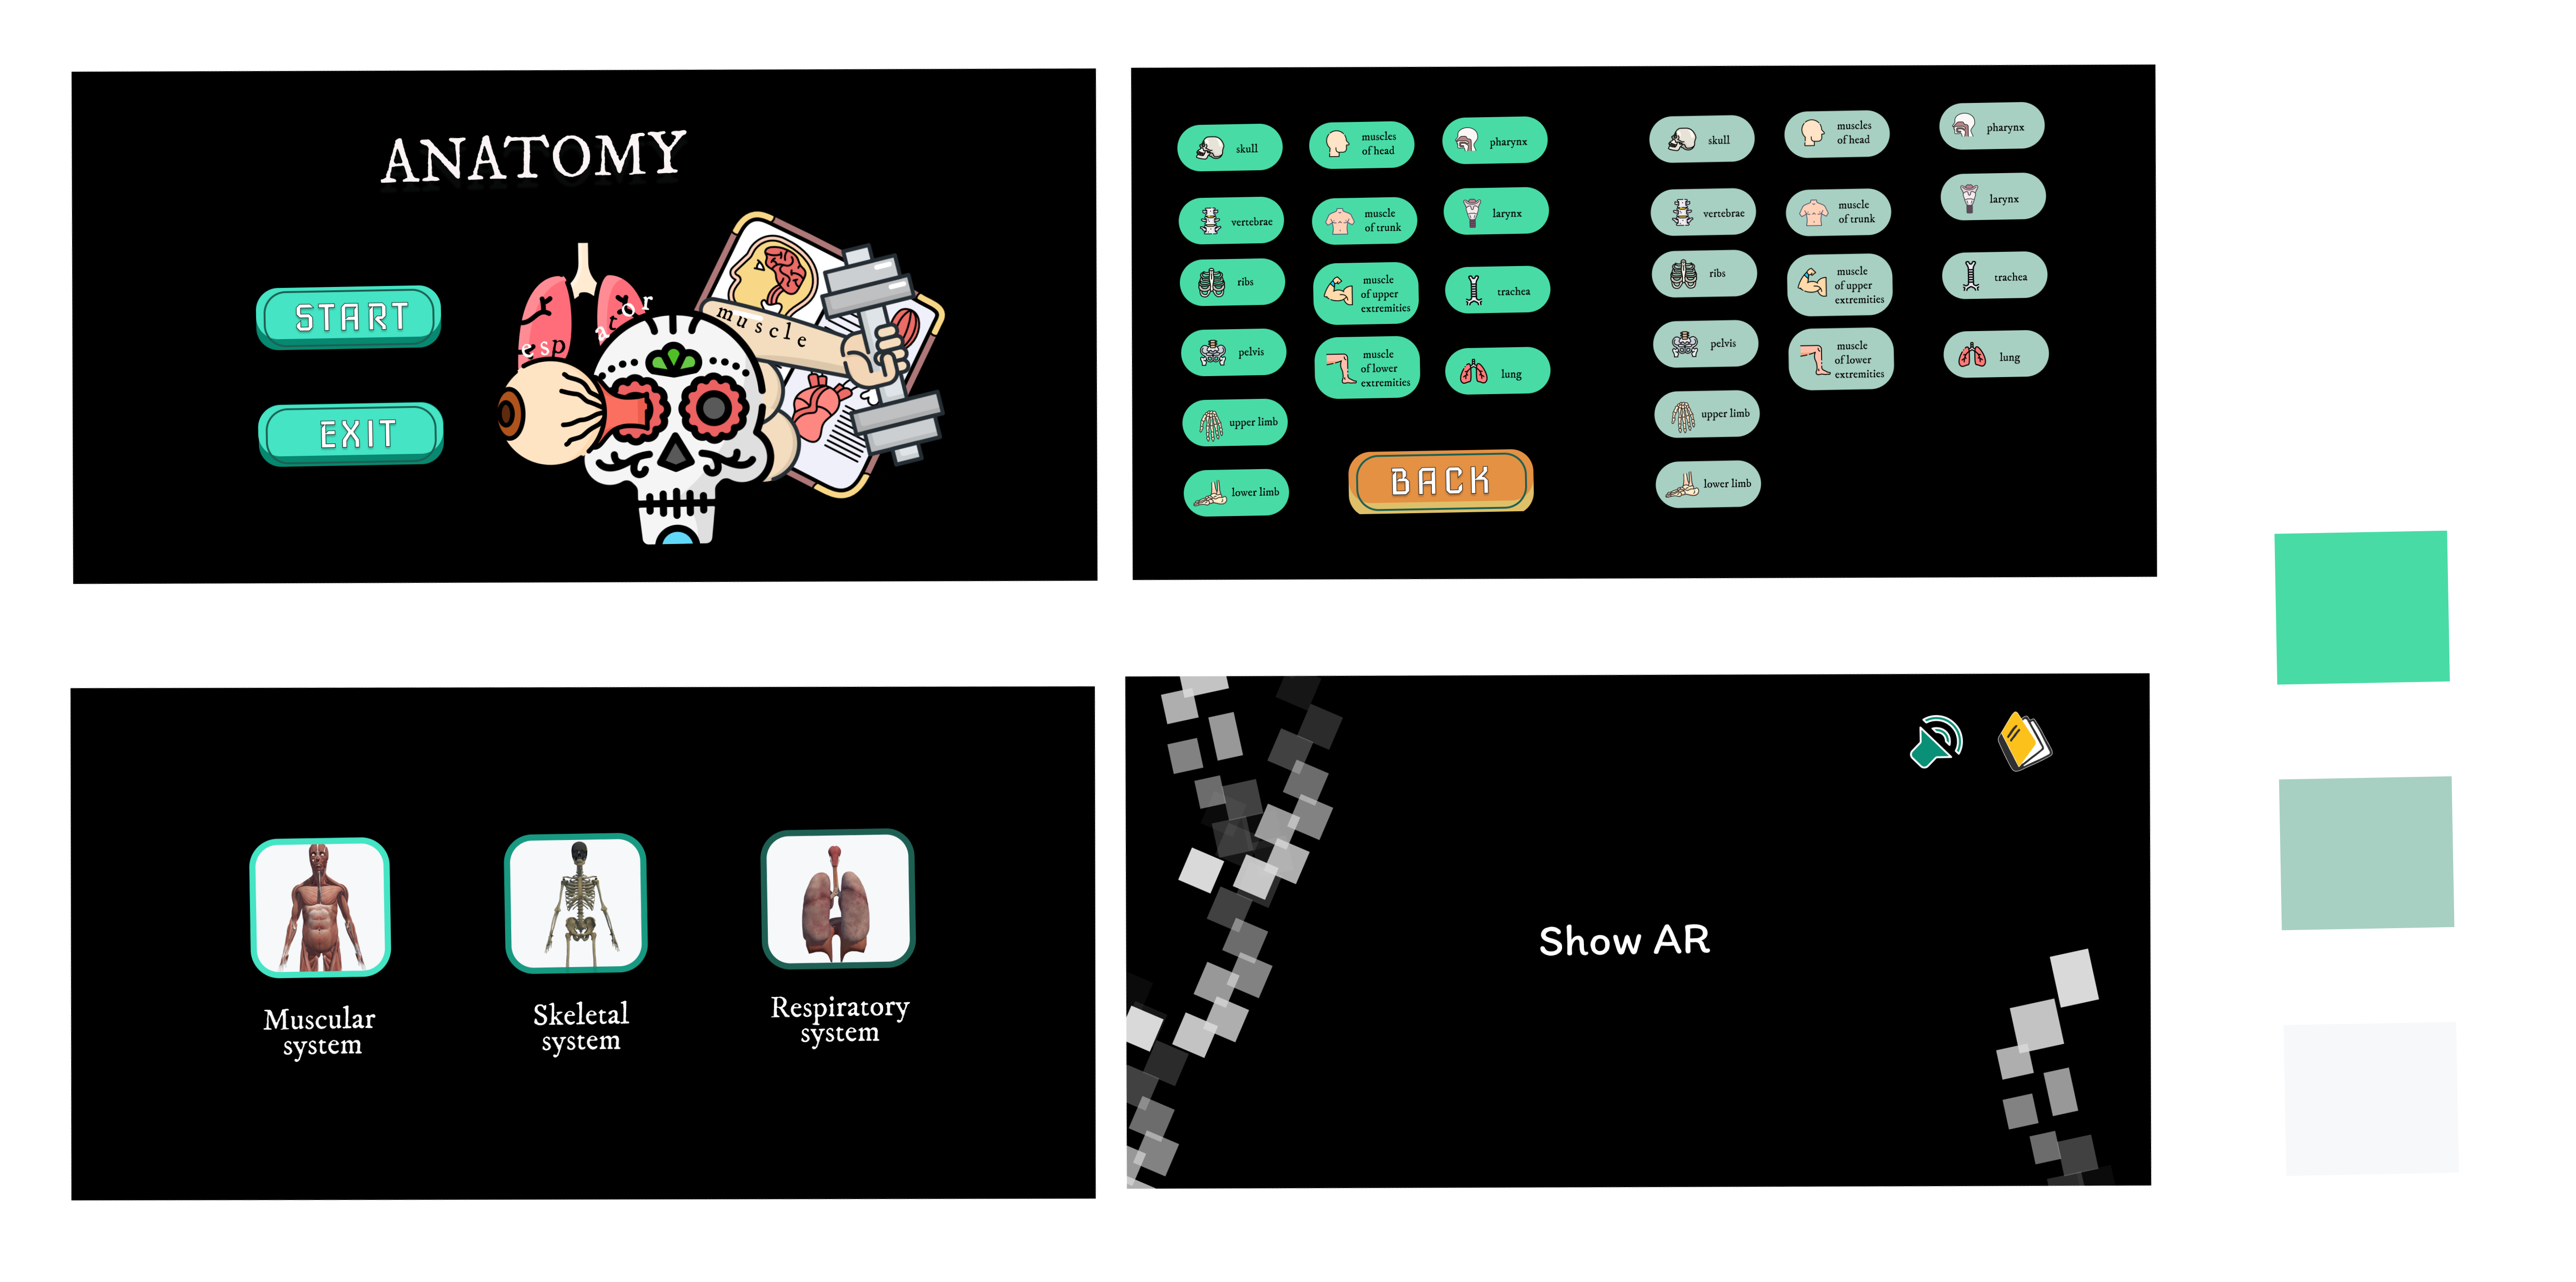 ANATOMY
START
EXIT
esp
ator
muscle
skull
muscles
of head
pharynx
vertebrae
muscle
of trunk
larynx
ribs
muscle
of upper
extremities
trachea
pelvis
muscle
of lower
extremities
lung
upper limb
lower limb
BACK
skull
muscles
of head
pharynx
vertebrae
muscle
of trunk
larynx
ribs
muscle
of upper
extremities
trachea
pelvis
muscle
of lower
extremities
lung
upper limb
lower limb
Muscular
system
Skeletal
system
Respiratory
system
Show AR